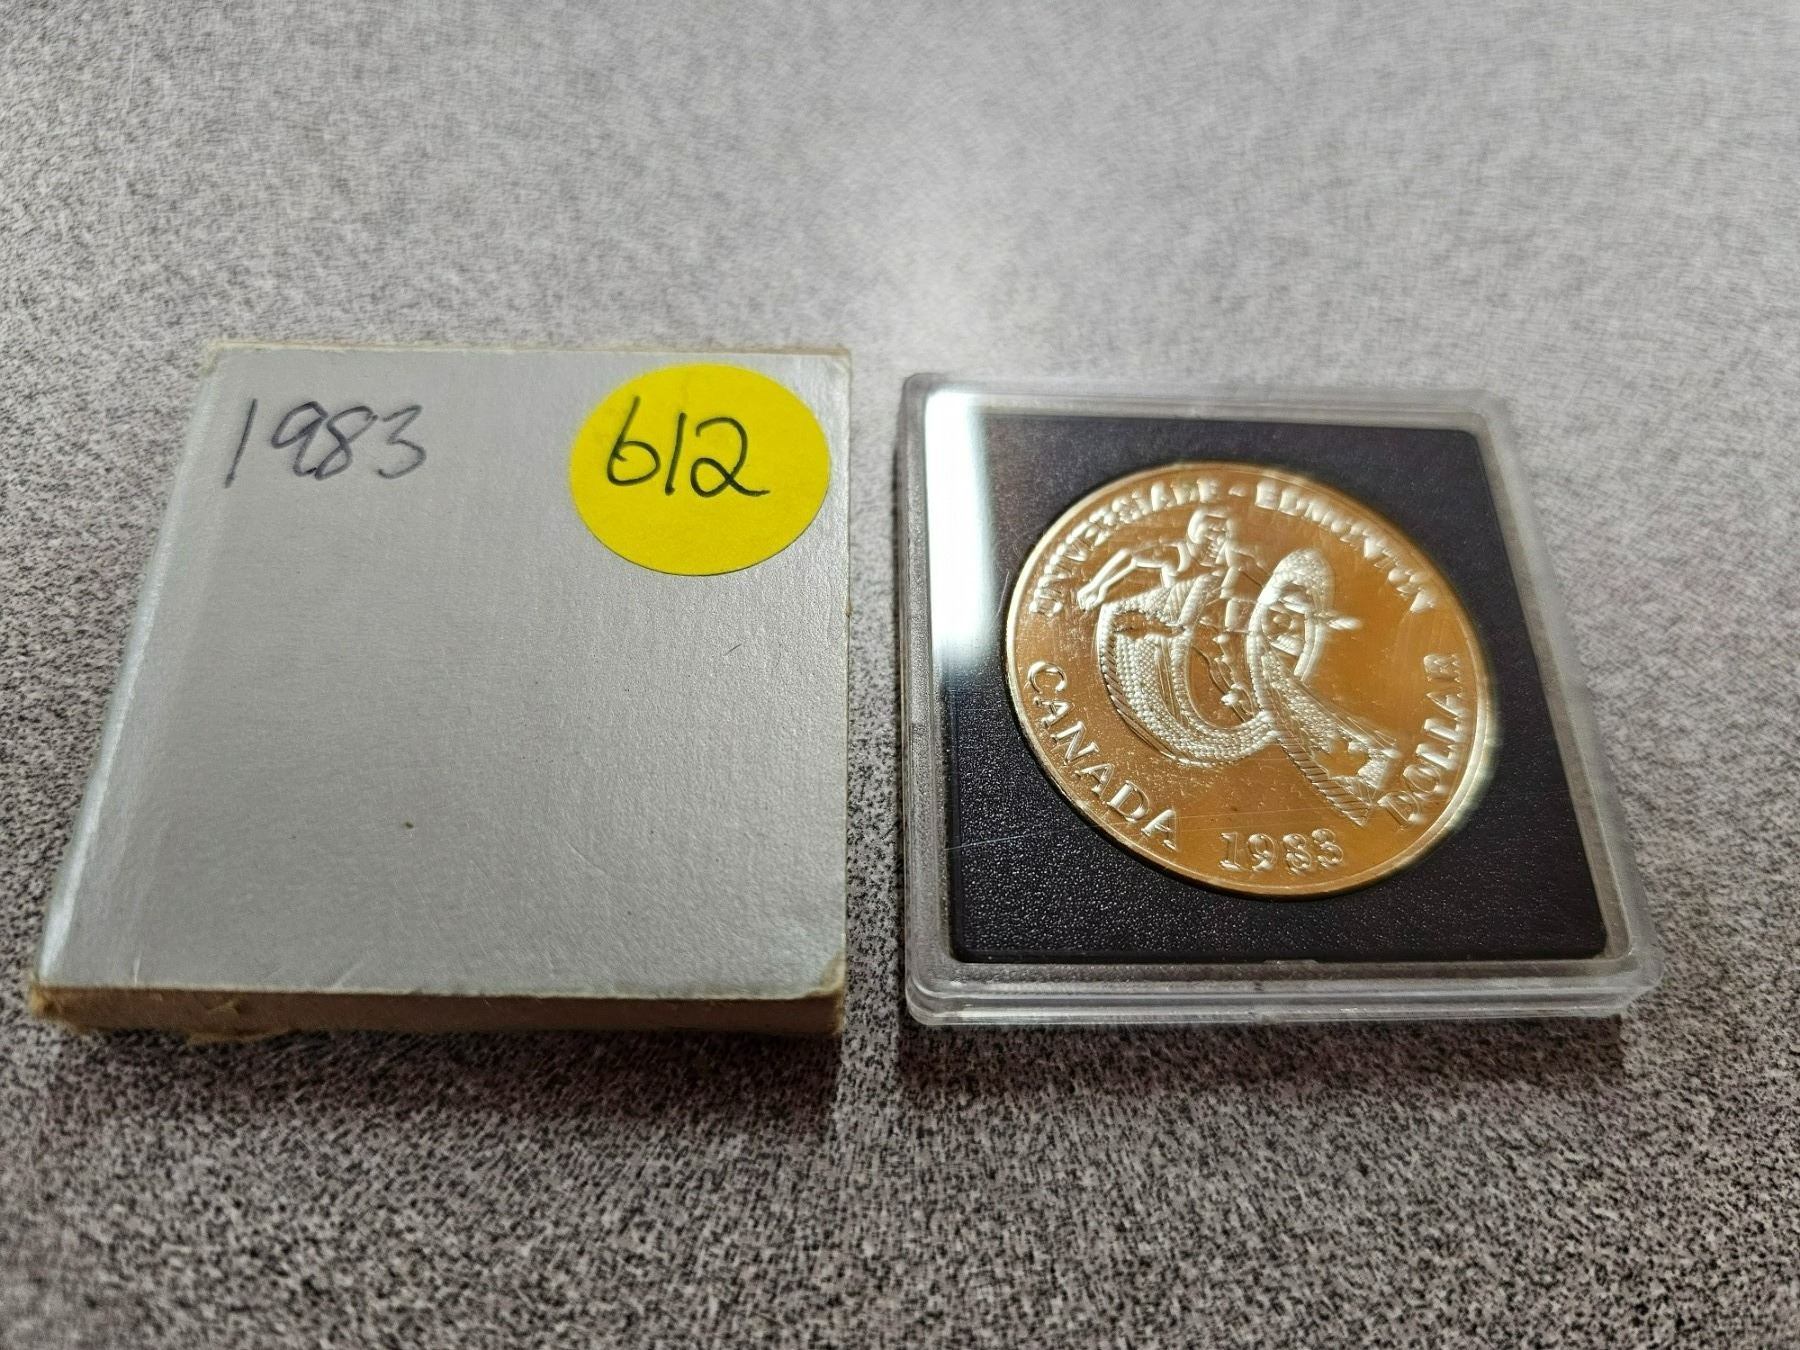 1983
612
UNIVERSIADE - EDMONTON
CANADA 1983 DOLLAR